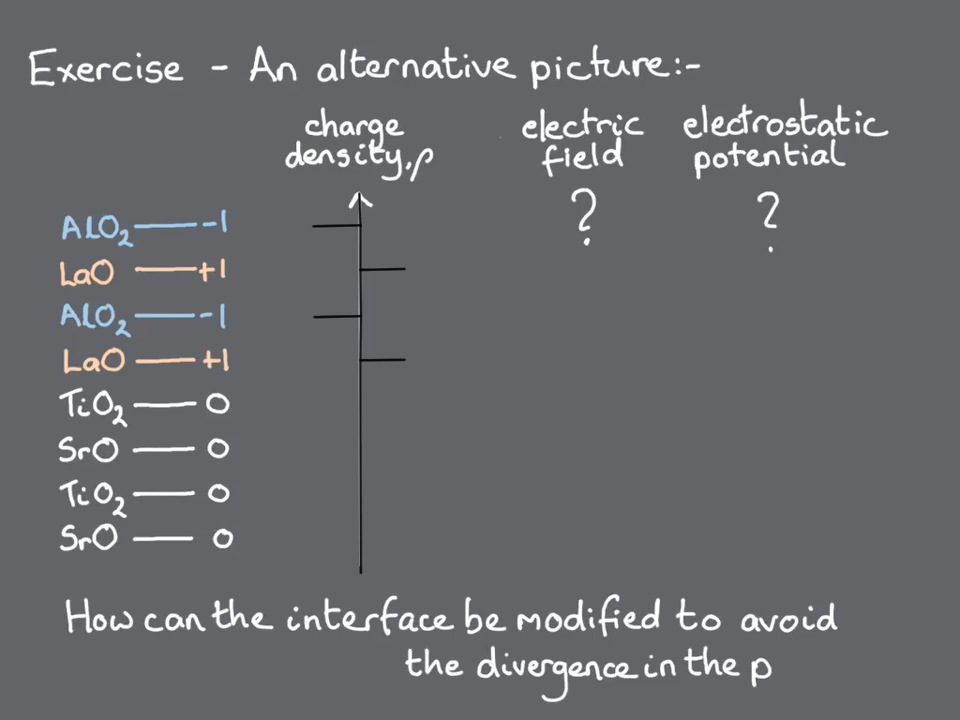 Exercise - An alternative picture:-
charge density, ρ
electric field
electrostatic potential
?
?
AlO2 -1
LaO +1
AlO2 -1
LaO +1
TiO2 0
SrO 0
TiO2 0
SrO 0
How can the interface be modified to avoid
the divergence in the p